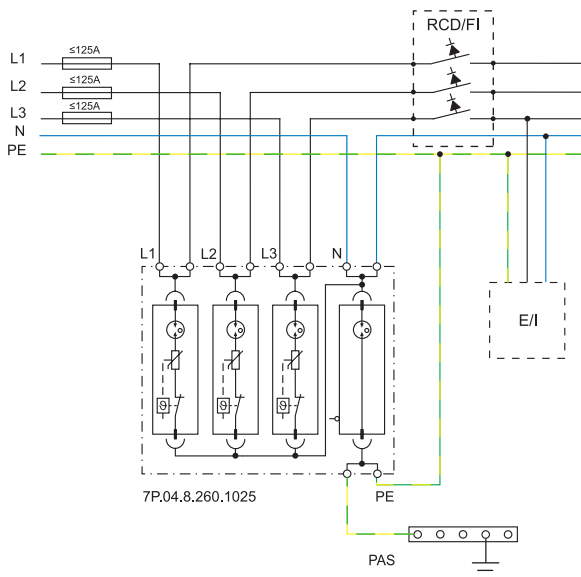 RCD/FI
≤125A
L1
≤125A
L2
≤125A
L3
N
PE
L1 L2 L3 N
E/I
ϑ ϑ ϑ
7P.04.8.260.1025 PE
PAS